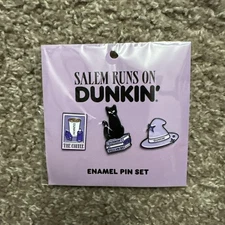 SALEM RUNS ON
DUNKIN'
THE COFFEE
ENAMEL PIN SET